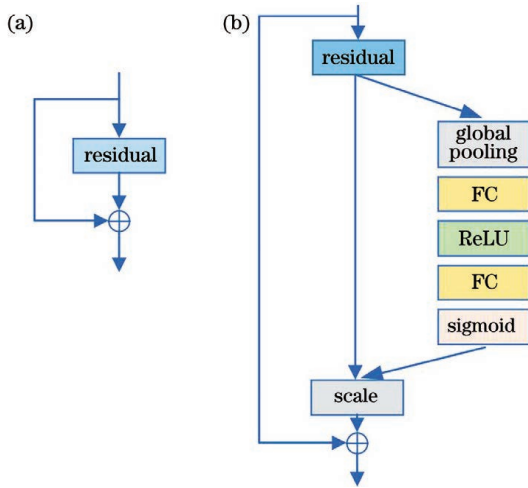 (a)
residual
(b)
residual
global
pooling
FC
ReLU
FC
sigmoid
scale